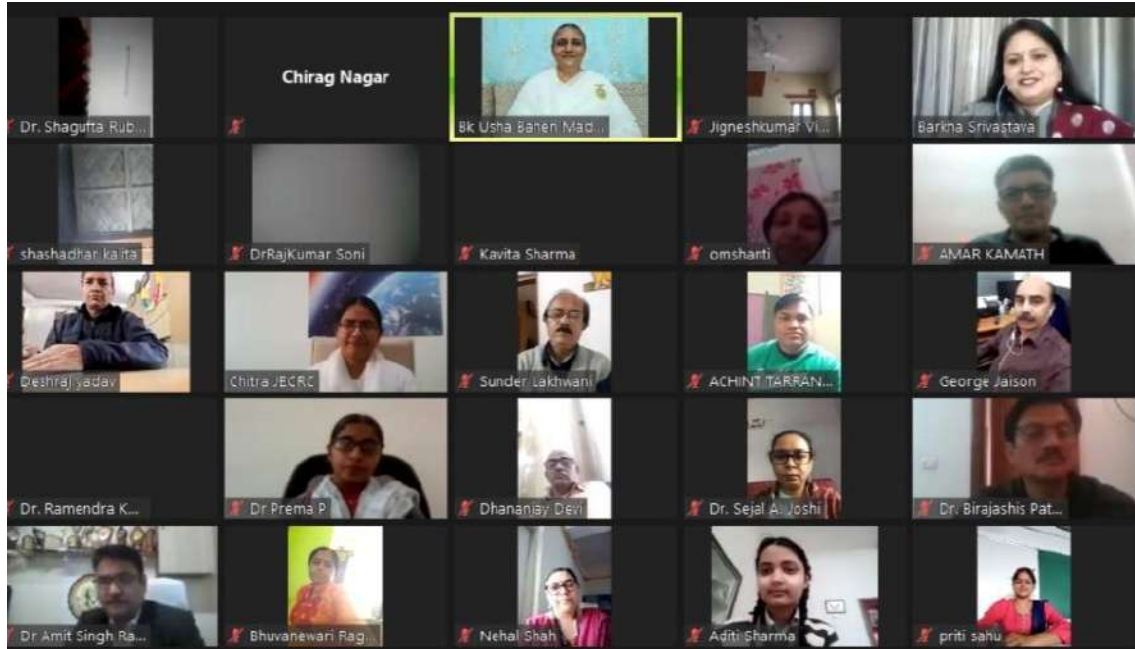 Dr. Shagufta Rub...
Chirag Nagar
Bk Usha Bahen Mad...
Jigneshkumar Vi...
Barkha Srivastava
shashadhar kalita
DrRajKumar Soni
Kavita Sharma
omshanti
AMAR KAMATH
Deshraj yadav
Chitra JECRC
Sunder Lakhwani
ACHINT TARRAN...
George Jaison
Dr. Ramendra K...
Dr Prema P
Dhananjay Devi
Dr. Sejal A. Joshi
Dr. Birajashis Pat...
Dr Amit Singh Ra...
Bhuvanewari Rag...
Nehal Shah
Aditi Sharma
priti sahu